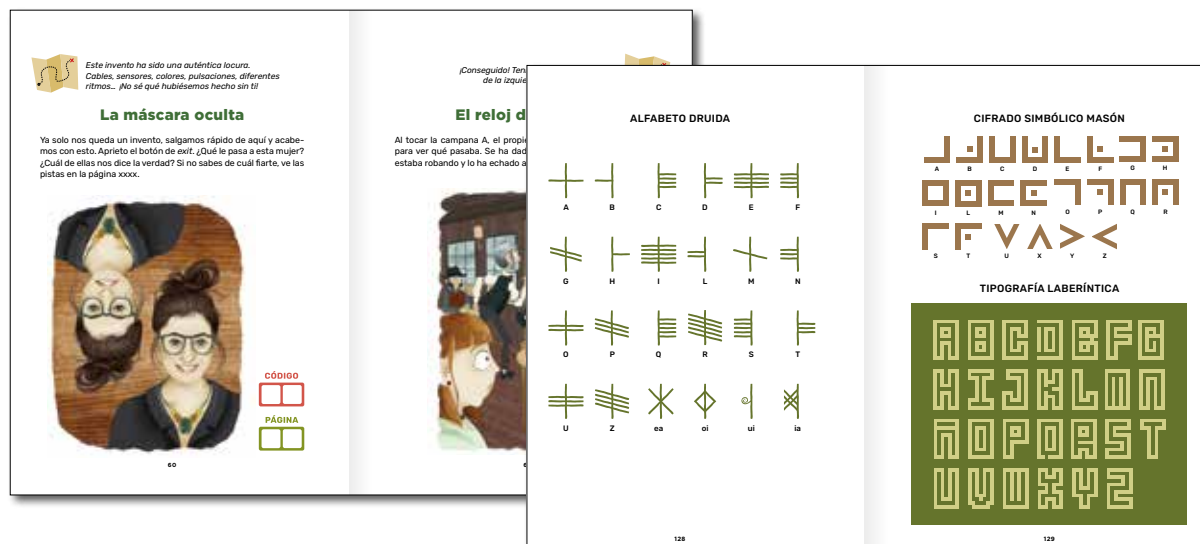 Este invento ha sido una auténtica locura.
Cables, sensores, colores, pulsaciones, diferentes
ritmos... ¡No sé qué hubiésemos hecho sin ti!
La máscara oculta
Ya solo nos queda un invento, salgamos rápido de aquí y acabe-
mos con esto. Aprieto el botón de exit. ¿Qué le pasa a esta mujer?
¿Cuál de ellas nos dice la verdad? Si no sabes de cuál fiarte, ve las
pistas en la página xxxx.
CÓDIGO
PÁGINA
60
¡Conseguido!
de la
El reloj
Al tocar la campana A, el
para ver qué pasaba. Se ha
estaba robando y lo ha echado a
ALFABETO DRUIDA
A B C D E F
G H I L M N
O P Q R S T
U Z ea oi ui ia
128
CIFRADO SIMBÓLICO MASÓN
A B C D E F G H
I L M N O P Q R
S T U X Y Z
TIPOGRAFÍA LABERÍNTICA
A B C D E F G
H I J K L M N
Ñ O P Q R S T
U V W X Y Z
129